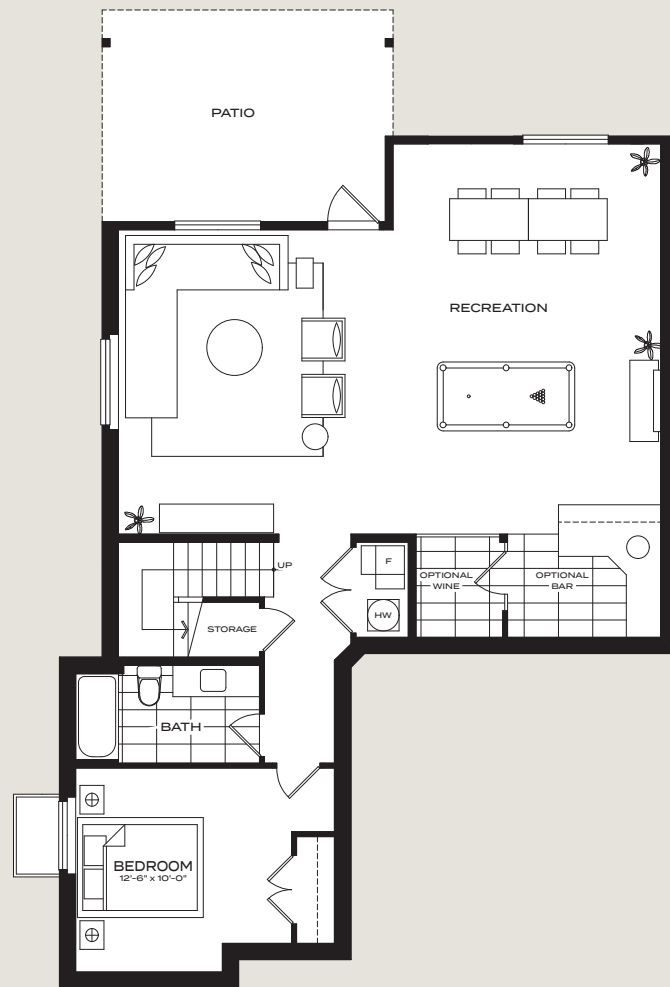 PATIO
RECREATION
UP
F
OPTIONAL
WINE
OPTIONAL
BAR
HW
STORAGE
BATH
BEDROOM
12'-6" x 10'-0"